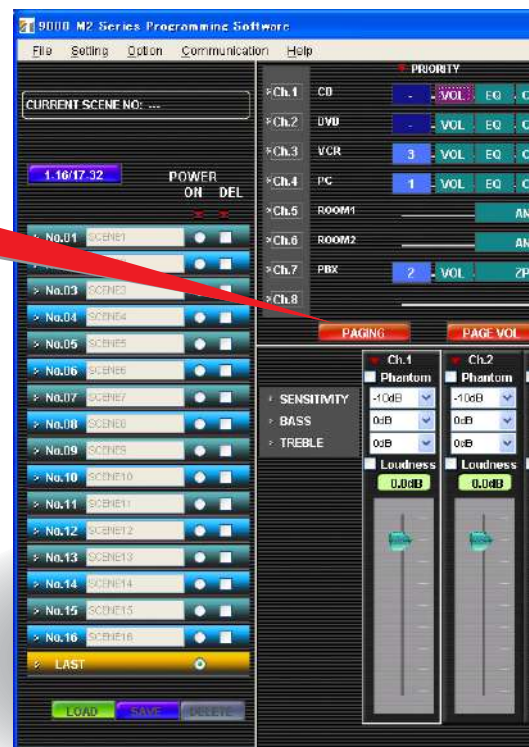 9000 M2 Series Programming Software
File Setting Option Communication Help
CURRENT SCENE NO: ---
1-16/17-32
POWER
ON DEL
No.01 SCENE1
No.03 SCENE3
No.04 SCENE4
No.05 SCENE5
No.06 SCENE6
No.07 SCENE7
No.08 SCENE8
No.09 SCENE9
No.10 SCENE10
No.11 SCENE11
No.12 SCENE12
No.13 SCENE13
No.14 SCENE14
No.15 SCENE15
No.16 SCENE16
LAST
LOAD SAVE DELETE
PRIORITY
Ch.1 CD - VOL EQ C
Ch.2 DVD - VOL EQ C
Ch.3 VCR 3 VOL EQ C
Ch.4 PC 1 VOL EQ C
Ch.5 ROOM1 AN
Ch.6 ROOM2 AN
Ch.7 PBX 2 VOL ZP
Ch.8
PAGING PAGE VOL
Ch.1 Ch.2
Phantom Phantom
SENSITIVITY -10dB -10dB
BASS 0dB 0dB
TREBLE 0dB 0dB
Loudness Loudness
0.0dB 0.0dB